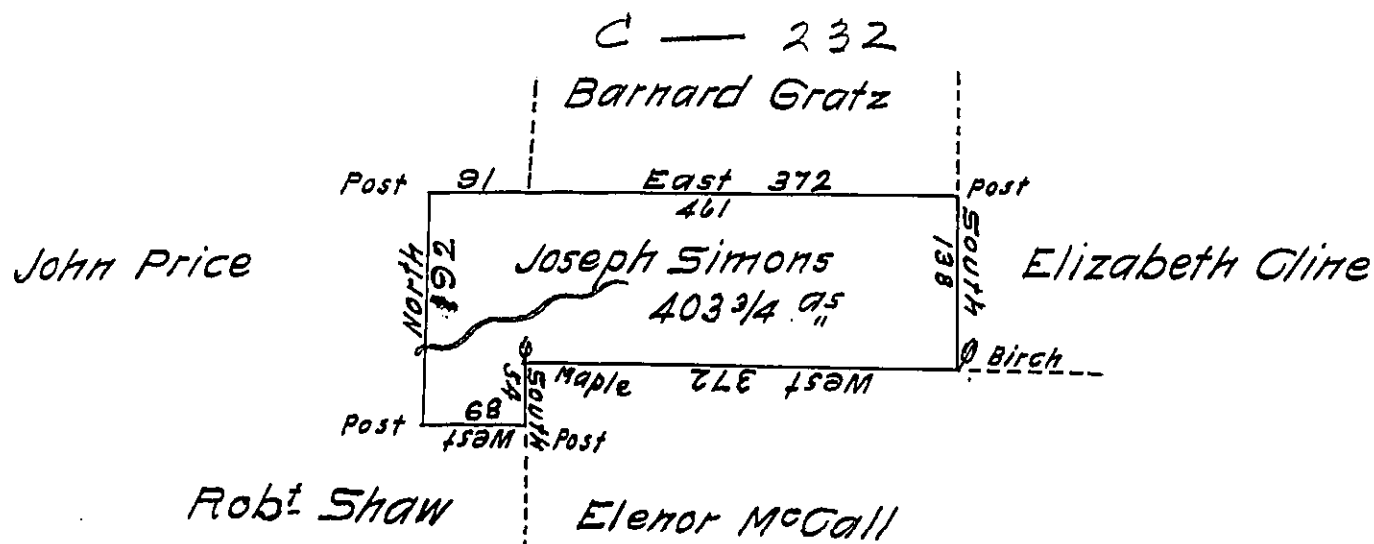 C — 232
Barnard Gratz
Post 91 East 372 post
461
John Price
North 192
Joseph Simons
403 3/4 as
South 138
Elizabeth Cline
Birch
Maple
West 372
South 54
Post
89 West
Post
Robt Shaw
Elenor McCall